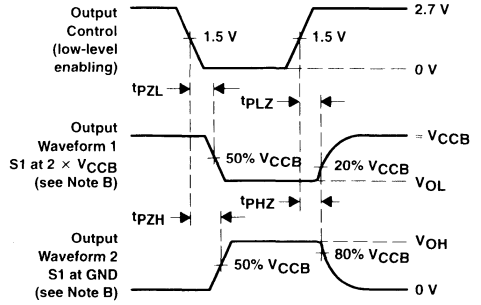 Output
Control
(low-level
enabling)
1.5 V
1.5 V
2.7 V
0 V
tPZL
tPLZ
Output
Waveform 1
S1 at 2 × VCCB
(see Note B)
50% VCCB
20% VCCB
= VCCB
VOL
tPZH
tPHZ
Output
Waveform 2
S1 at GND
(see Note B)
50% VCCB
80% VCCB
VOH
0 V